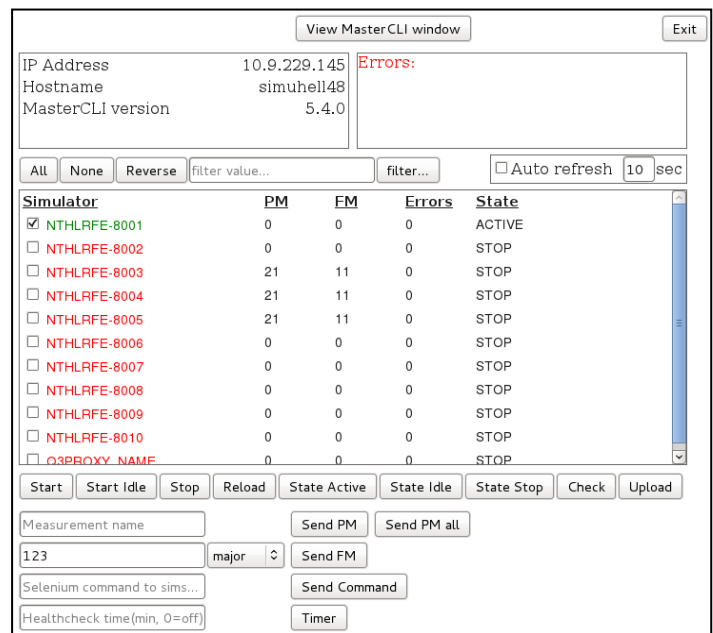 View MasterCLI window Exit
IP Address 10.9.229.145
Hostname simuhell48
MasterCLI version 5.4.0
Errors:
All None Reverse filter value... filter... Auto refresh 10 sec
Simulator PM FM Errors State
NTHLRFE-8001 0 0 0 ACTIVE
NTHLRFE-8002 0 0 0 STOP
NTHLRFE-8003 21 11 0 STOP
NTHLRFE-8004 21 11 0 STOP
NTHLRFE-8005 21 11 0 STOP
NTHLRFE-8006 0 0 0 STOP
NTHLRFE-8007 0 0 0 STOP
NTHLRFE-8008 0 0 0 STOP
NTHLRFE-8009 0 0 0 STOP
NTHLRFE-8010 0 0 0 STOP
Q3PROXY_NAME 0 0 0 STOP
Start Start Idle Stop Reload State Active State Idle State Stop Check Upload
Measurement name Send PM Send PM all
123 major Send FM
Selenium command to sims... Send Command
Healthcheck time(min, 0=off) Timer